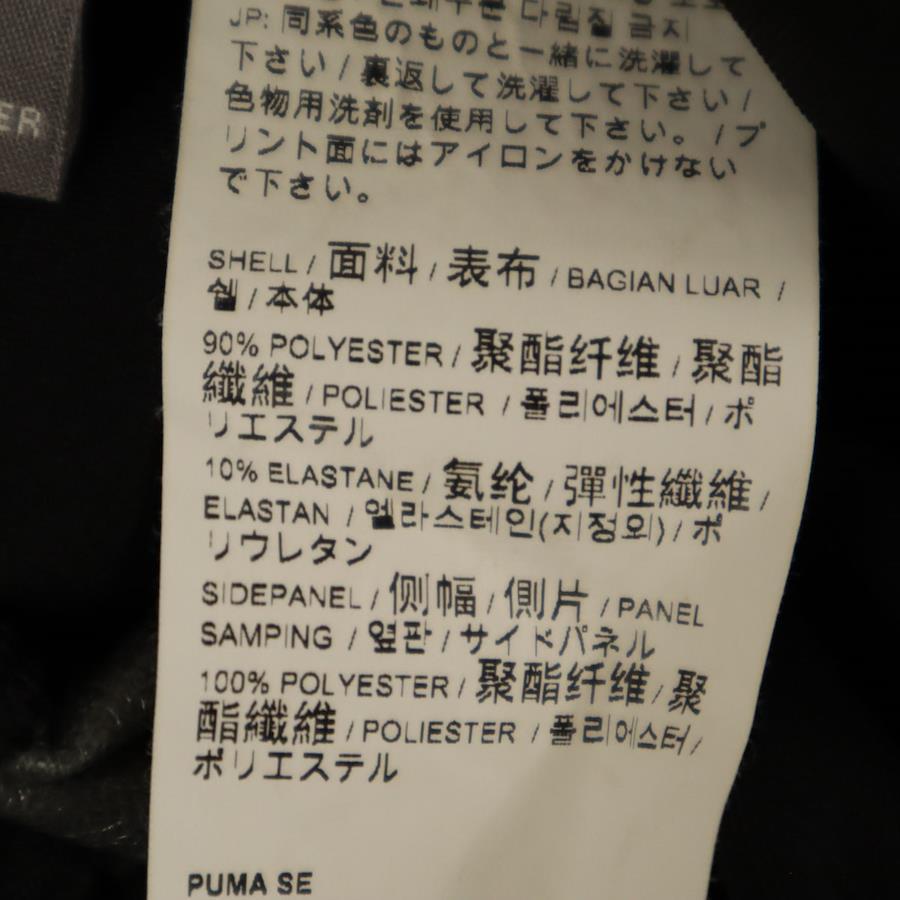 ER
다림질 금지
JP: 同系色のものと一緒に洗濯して
下さい / 裏返して洗濯して下さい /
色物用洗剤を使用して下さい。 / プ
リント面にはアイロンをかけない
で下さい。
SHELL / 面料 / 表布 / BAGIAN LUAR /
쉘 / 本体
90% POLYESTER / 聚酯纤维 / 聚酯
纖維 / POLIESTER / 폴리에스터 / ポ
リエステル
10% ELASTANE / 氨纶 / 彈性纖維 /
ELASTAN / 엘라스테인(지정외) / ポ
リウレタン
SIDEPANEL / 侧幅 / 側片 / PANEL
SAMPING / 옆판 / サイドパネル
100% POLYESTER / 聚酯纤维 / 聚
酯纖維 / POLIESTER / 폴리에스터 /
ポリエステル
PUMA SE